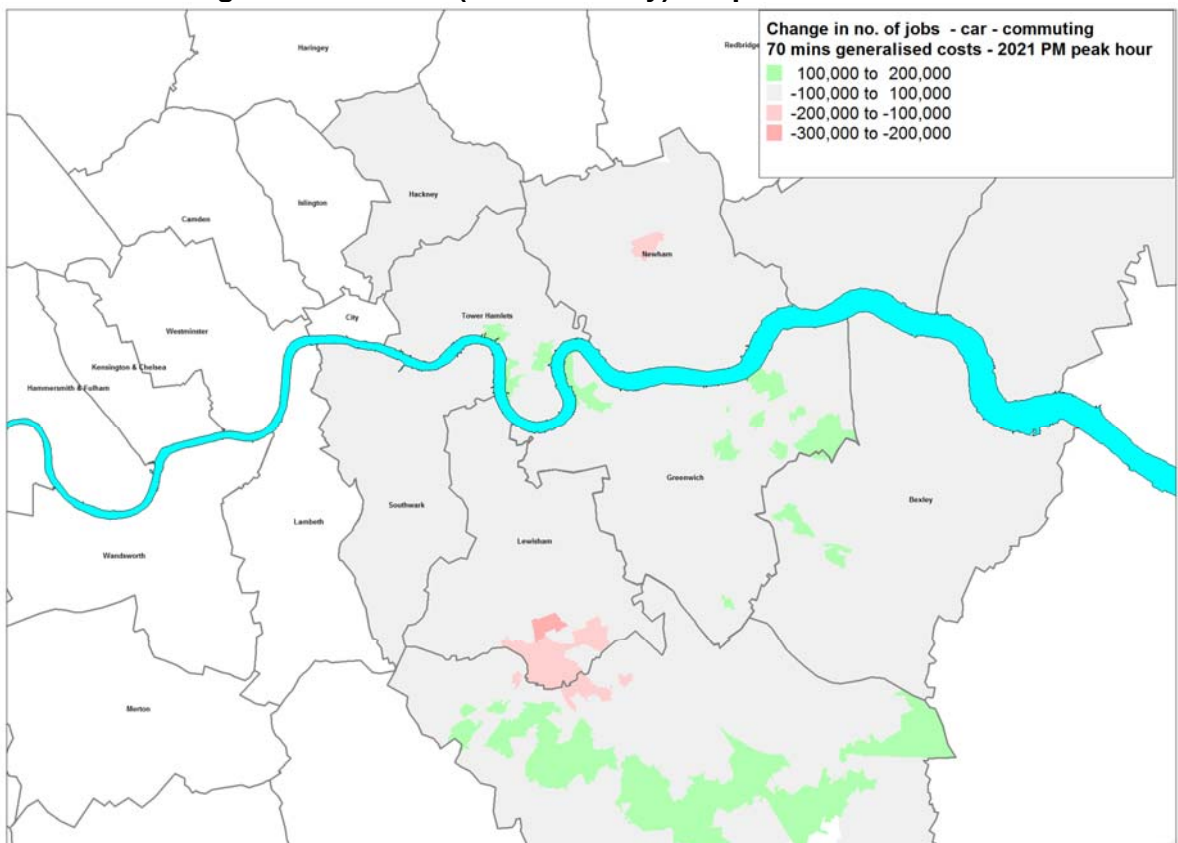 Change in no. of jobs - car - commuting
70 mins generalised costs - 2021 PM peak hour
100,000 to 200,000
-100,000 to 100,000
-200,000 to -100,000
-300,000 to -200,000
Haringey
Redbridge
Hackney
Islington
Camden
Newham
City
Tower Hamlets
Westminster
Kensington & Chelsea
Hammersmith & Fulham
Greenwich
Bexley
Southwark
Lambeth
Lewisham
Wandsworth
Merton